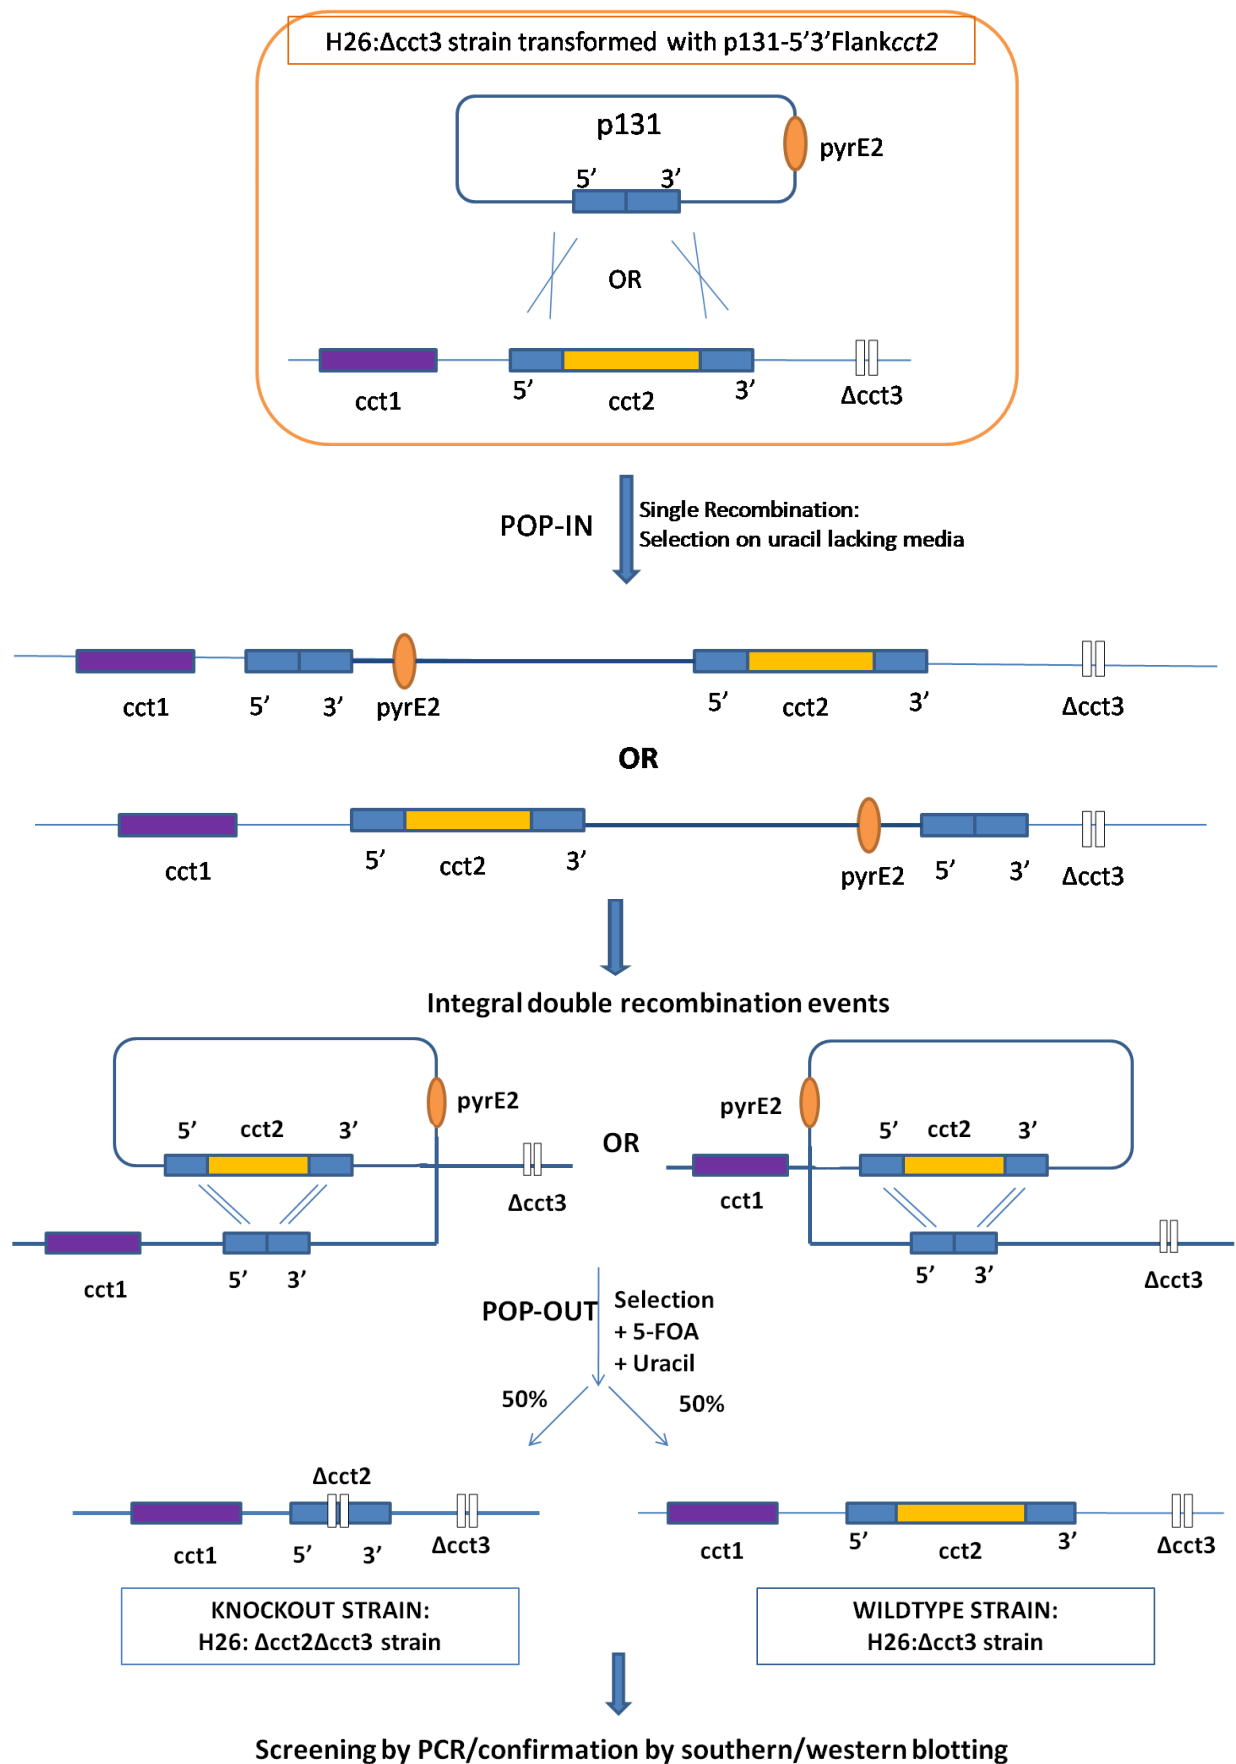 H26:Δcct3 strain transformed with p131-5’3’Flankcct2
p131
pyrE2
5’ 3’
OR
5’ 3’
cct1 cct2 Δcct3
POP-IN
Single Recombination:
Selection on uracil lacking media
cct1 5’ 3’ pyrE2 5’ cct2 3’ Δcct3
OR
cct1 5’ cct2 3’ pyrE2 5’ 3’ Δcct3
Integral double recombination events
pyrE2
5’ cct2 3’
Δcct3
cct1 5’ 3’
OR
pyrE2
5’ cct2 3’
cct1
5’ 3’ Δcct3
POP-OUT
Selection
+ 5-FOA
+ Uracil
50% 50%
Δcct2
cct1 5’ 3’ Δcct3
cct1 5’ cct2 3’ Δcct3
KNOCKOUT STRAIN:
H26: Δcct2Δcct3 strain
WILDTYPE STRAIN:
H26:Δcct3 strain
Screening by PCR/confirmation by southern/western blotting